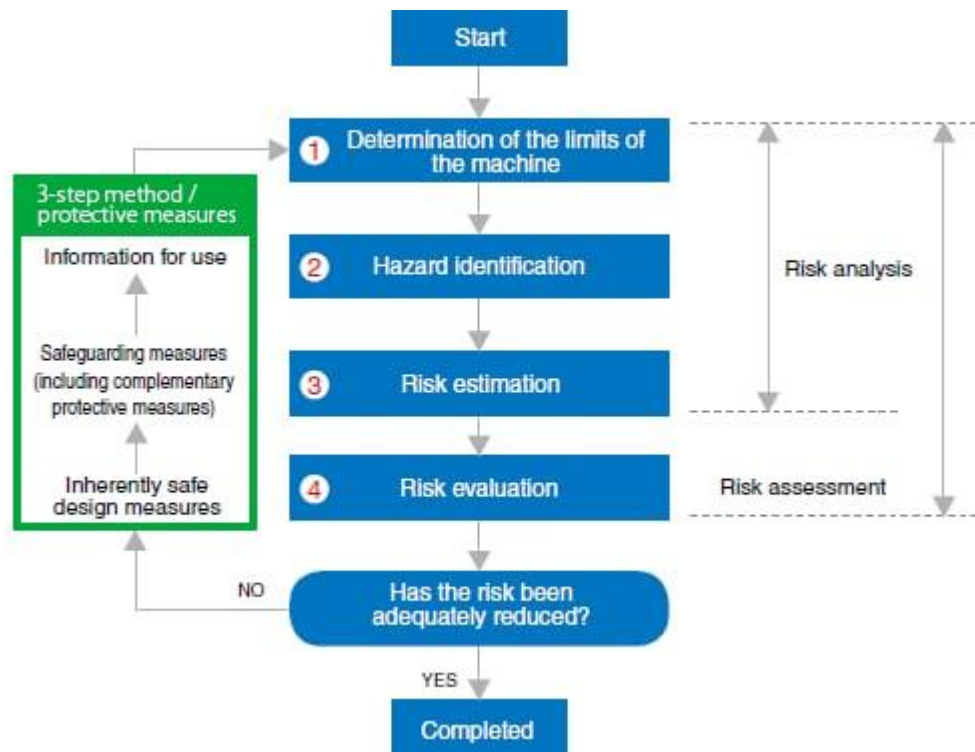 Start
1
Determination of the limits of
the machine
2
Hazard identification
3
Risk estimation
4
Risk evaluation
Has the risk been
adequately reduced?
NO
YES
Completed
3-step method /
protective measures
Information for use
Safeguarding measures
(including complementary
protective measures)
Inherently safe
design measures
Risk analysis
Risk assessment